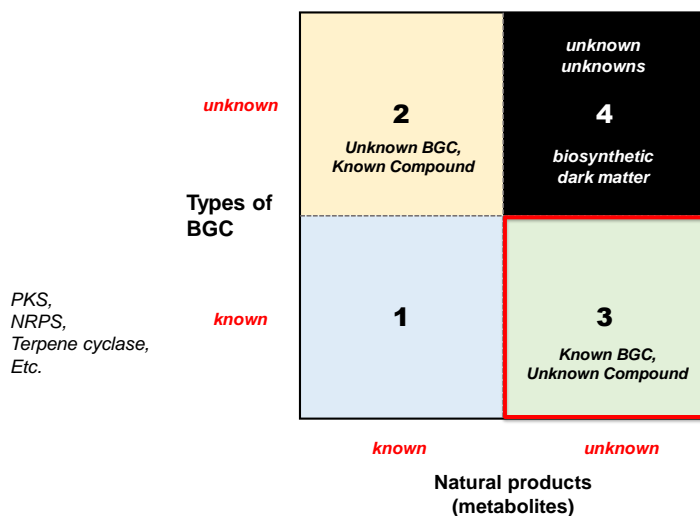 unknown
unknowns
unknown
2
4
Unknown BGC,
Known Compound
biosynthetic
dark matter
Types of
BGC
PKS,
NRPS,
Terpene cyclase,
Etc.
known
1
3
Known BGC,
Unknown Compound
known
unknown
Natural products
(metabolites)